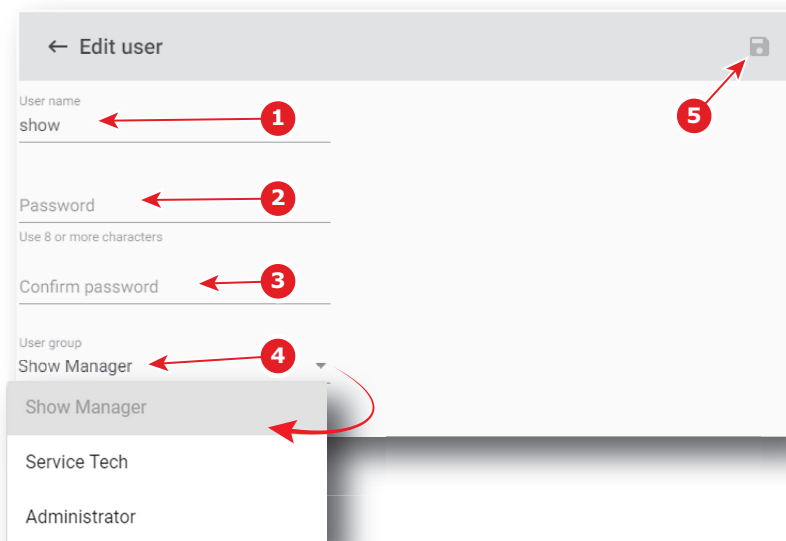 ← Edit user
5
User name
show
1
Password
2
Use 8 or more characters
Confirm password
3
User group
Show Manager
4
Show Manager
Service Tech
Administrator